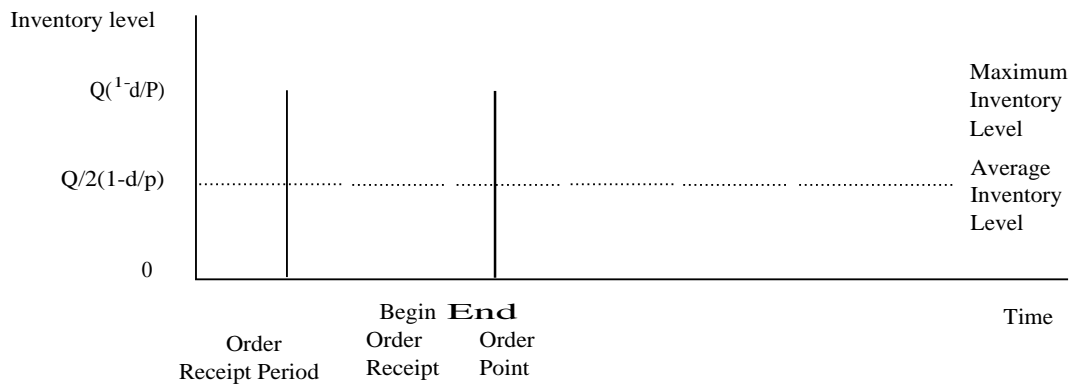 Inventory level
Q(1-d/P)
Maximum
Inventory
Level
Q/2(1-d/p)
Average
Inventory
Level
0
Begin End
Time
Order Order
Order
Receipt Point
Receipt Period